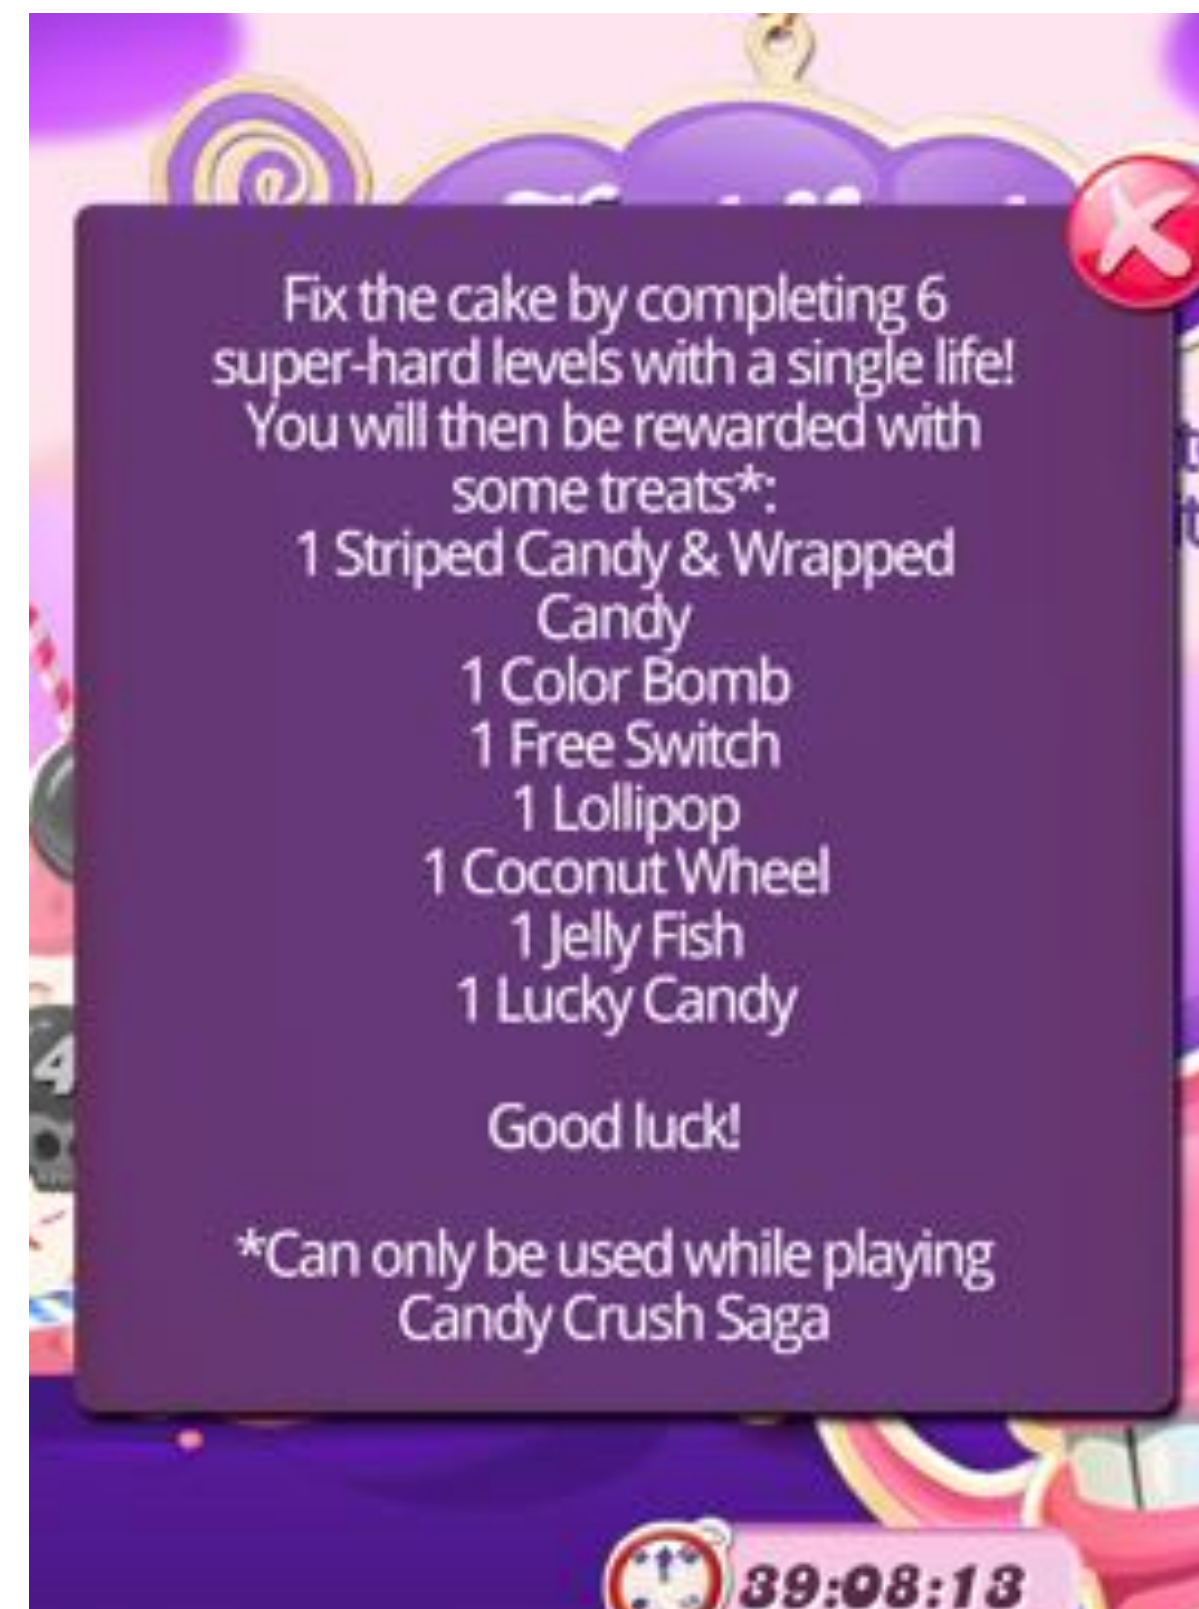 Fix the cake by completing 6
super-hard levels with a single life!
You will then be rewarded with
some treats*:
1 Striped Candy & Wrapped
Candy
1 Color Bomb
1 Free Switch
1 Lollipop
1 Coconut Wheel
1 Jelly Fish
1 Lucky Candy
Good luck!
*Can only be used while playing
Candy Crush Saga
4
39:08:13